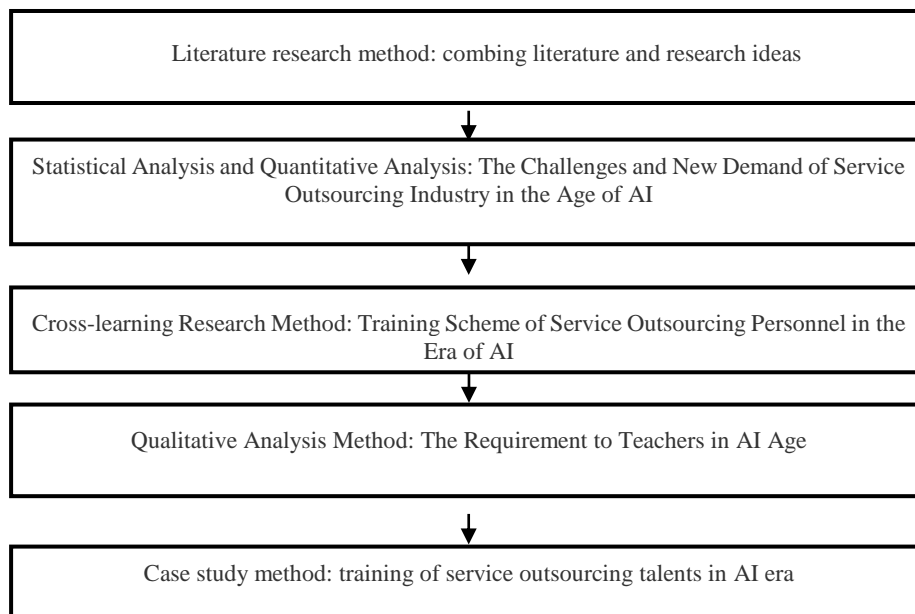 Literature research method: combing literature and research ideas
Statistical Analysis and Quantitative Analysis: The Challenges and New Demand of Service
Outsourcing Industry in the Age of AI
Cross-learning Research Method: Training Scheme of Service Outsourcing Personnel in the
Era of AI
Qualitative Analysis Method: The Requirement to Teachers in AI Age
Case study method: training of service outsourcing talents in AI era